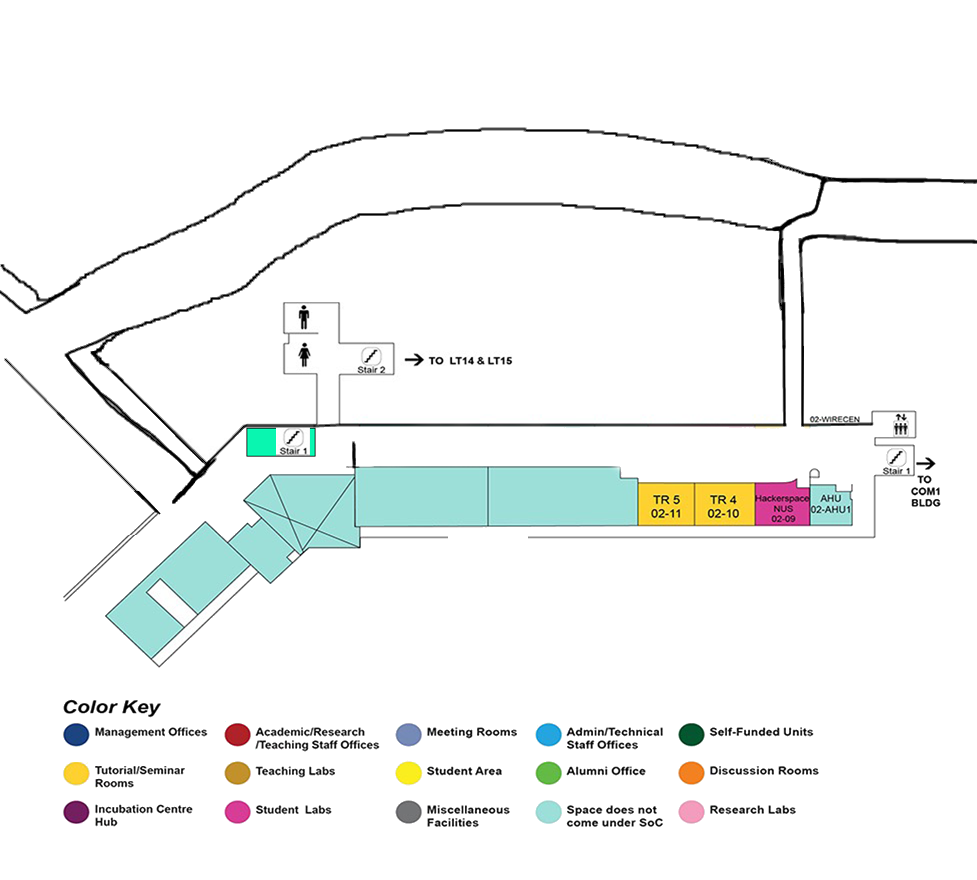 Stair 2
TO LT14 & LT15
02-WIRECEN
Stair 1
Stair 1
TO
COM1
BLDG
TR 5
02-11
TR 4
02-10
Hackerspace
NUS
02-09
AHU
02-AHU1
Color Key
Management Offices
Academic/Research
/Teaching Staff Offices
Meeting Rooms
Admin/Technical
Staff Offices
Self-Funded Units
Tutorial/Seminar
Rooms
Teaching Labs
Student Area
Alumni Office
Discussion Rooms
Incubation Centre
Hub
Student Labs
Miscellaneous
Facilities
Space does not
come under SoC
Research Labs